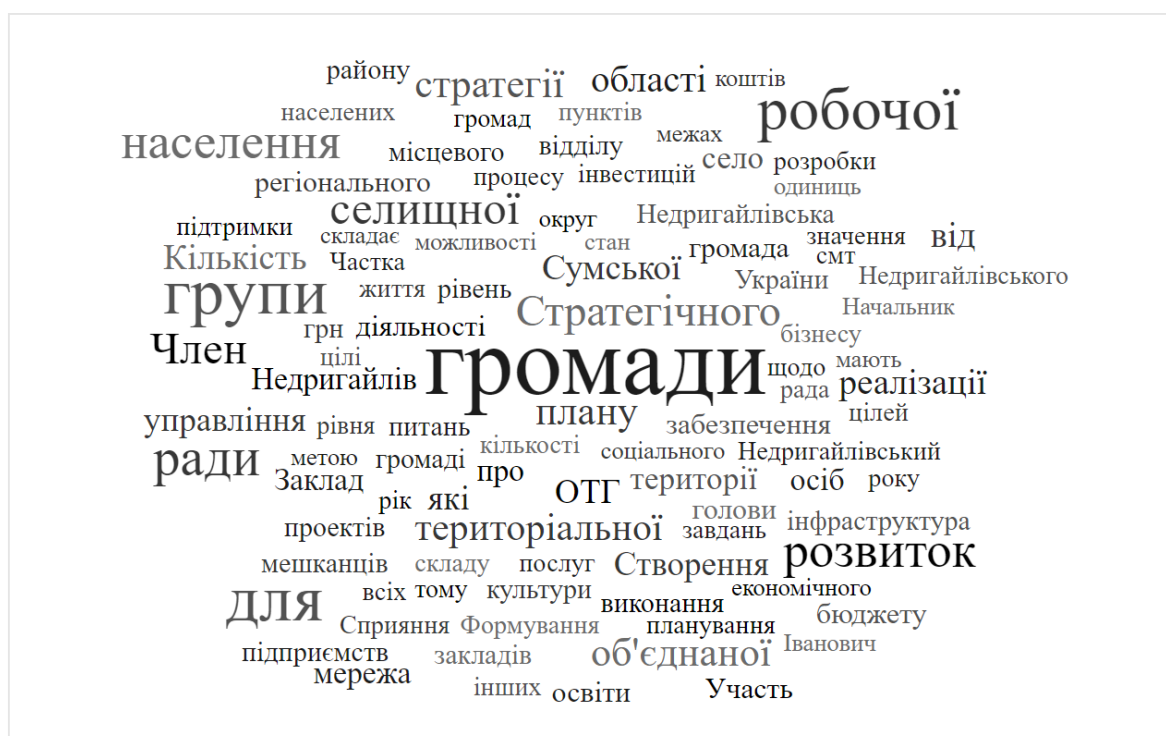 району стратегії області коштів
населених громад пунктів робочої
населення місцевого відділу межах
регіонального процесу інвестицій село розробки
одиниць
підтримки селищної округ Недригайлівська
складає можливості стан громада значення від
Кількість Частка Сумської України смт Недригайлівського
групи життя рівень Стратегічного Начальник
грн діяльності бізнесу
Член цілі громади щодо мають
Недригайлів рада реалізації
управління рівня питань плану забезпечення цілей
ради метою громаді кількості соціального Недригайлівський
Заклад про ОТГ території осіб року
рік які голови
проектів територіальної завдань інфраструктура
мешканців складу послуг Створення розвиток
для всіх тому культури виконання економічного
Сприяння Формування планування бюджету
підприємств закладів об'єднаної Іванович
мережа інших освіти Участь